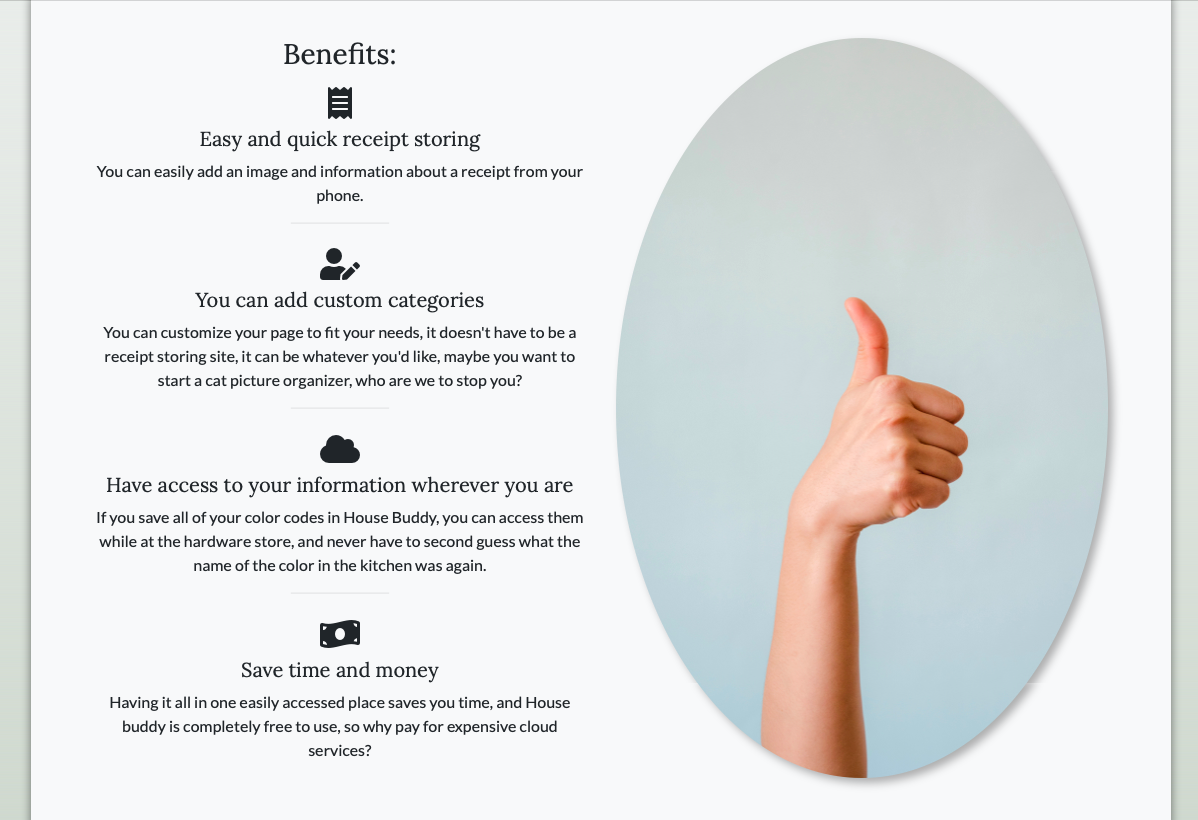 Benefits:
Easy and quick receipt storing
You can easily add an image and information about a receipt from your
phone.
You can add custom categories
You can customize your page to fit your needs, it doesn't have to be a
receipt storing site, it can be whatever you'd like, maybe you want to
start a cat picture organizer, who are we to stop you?
Have access to your information wherever you are
If you save all of your color codes in House Buddy, you can access them
while at the hardware store, and never have to second guess what the
name of the color in the kitchen was again.
Save time and money
Having it all in one easily accessed place saves you time, and House
buddy is completely free to use, so why pay for expensive cloud
services?